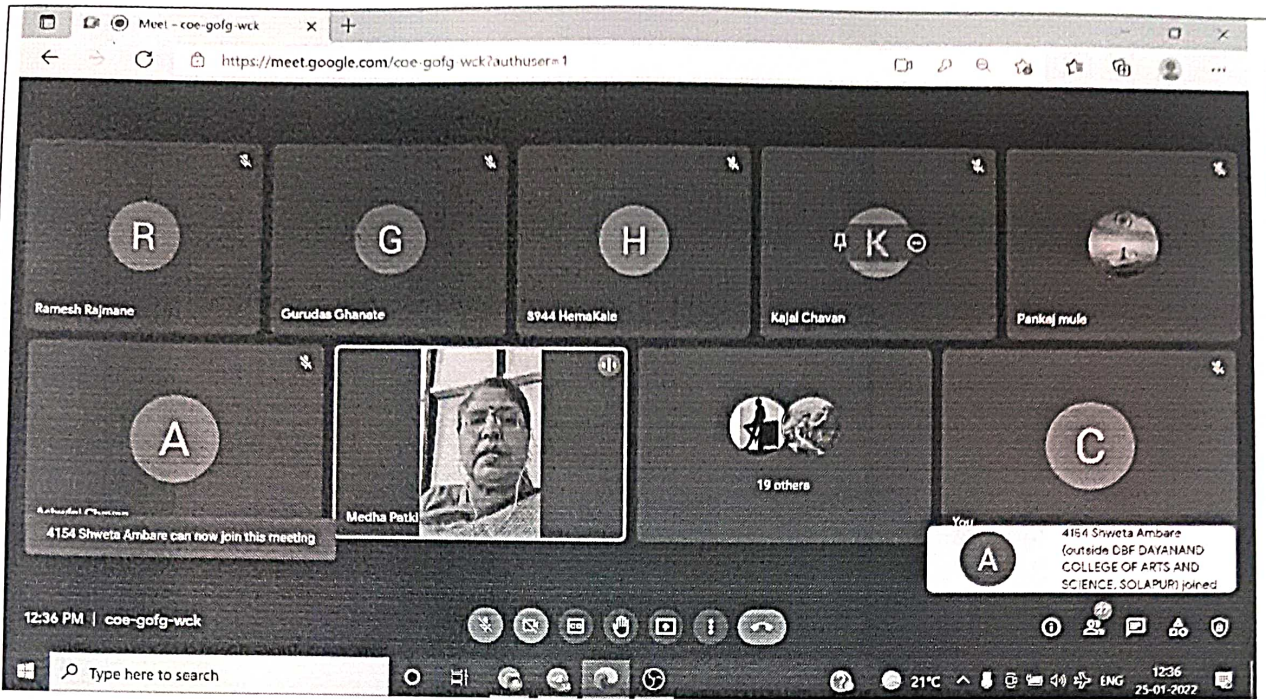 Meet - coe-gofg-wck
https://meet.google.com/coe-gofg-wck?authuser=1
R
G
H
K
Ramesh Rajmane
Gurudas Ghanate
3944 HemaKale
Kajal Chavan
Pankaj mule
A
C
19 others
Medha Patki
You
4154 Shweta Ambare can now join this meeting
A
4154 Shweta Ambare
(outside DBF DAYANAND
COLLEGE OF ARTS AND
SCIENCE, SOLAPUR) joined
12:36 PM | coe-gofg-wck
Type here to search
21°C
ENG
12:36
25-01-2022